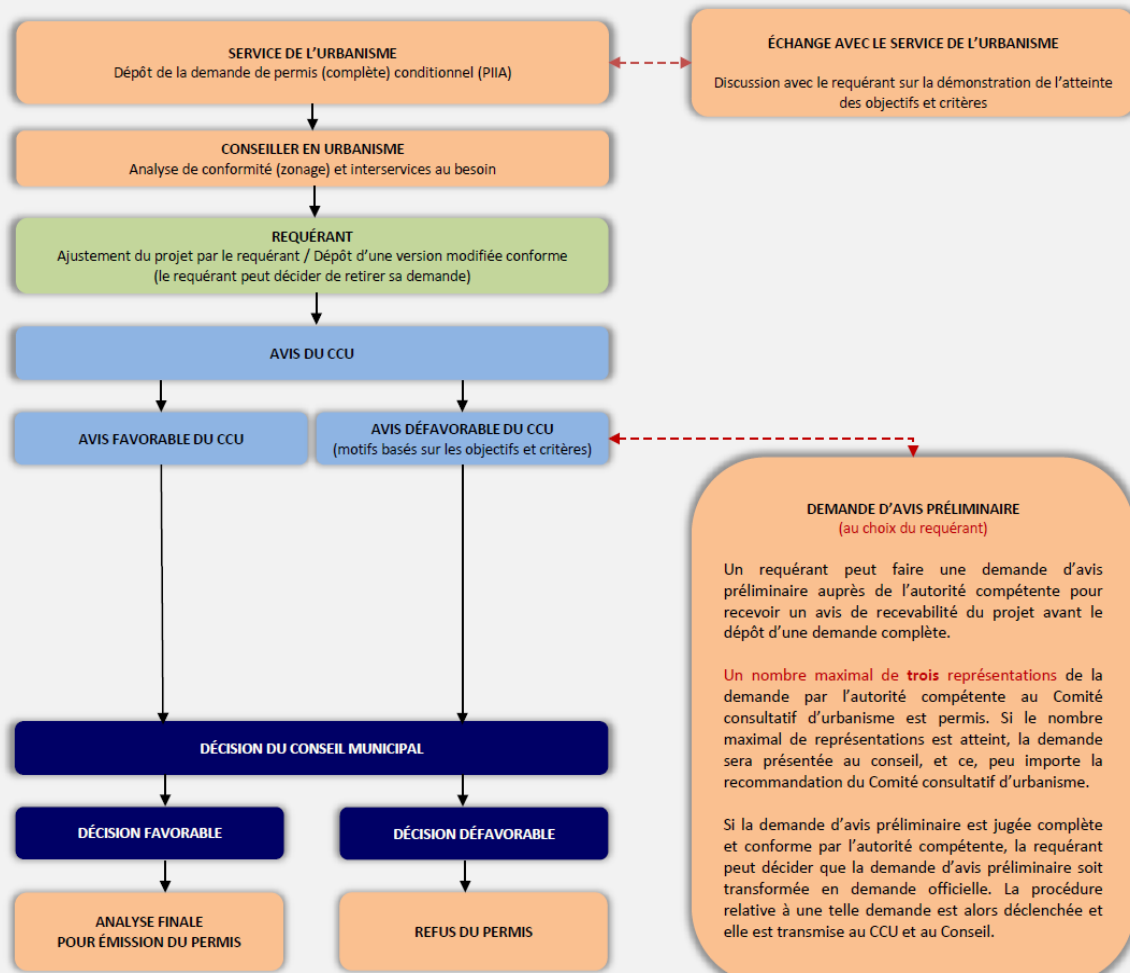 SERVICE DE L'URBANISME
Dépôt de la demande de permis (complète) conditionnel (PIIA)
ÉCHANGE AVEC LE SERVICE DE L'URBANISME
Discussion avec le requérant sur la démonstration de l'atteinte
des objectifs et critères
CONSEILLER EN URBANISME
Analyse de conformité (zonage) et interservices au besoin
REQUÉRANT
Ajustement du projet par le requérant / Dépôt d'une version modifiée conforme
(le requérant peut décider de retirer sa demande)
AVIS DU CCU
AVIS FAVORABLE DU CCU
AVIS DÉFAVORABLE DU CCU
(motifs basés sur les objectifs et critères)
DEMANDE D'AVIS PRÉLIMINAIRE
(au choix du requérant)
Un requérant peut faire une demande d'avis
préliminaire auprès de l'autorité compétente pour
recevoir un avis de recevabilité du projet avant le
dépôt d'une demande complète.
Un nombre maximal de trois représentations de la
demande par l'autorité compétente au Comité
consultatif d'urbanisme est permis. Si le nombre
maximal de représentations est atteint, la demande
sera présentée au conseil, et ce, peu importe la
recommandation du Comité consultatif d'urbanisme.
Si la demande d'avis préliminaire est jugée complète
et conforme par l'autorité compétente, la requérant
peut décider que la demande d'avis préliminaire soit
transformée en demande officielle. La procédure
relative à une telle demande est alors déclenchée et
elle est transmise au CCU et au Conseil.
DÉCISION DU CONSEIL MUNICIPAL
DÉCISION FAVORABLE
DÉCISION DÉFAVORABLE
ANALYSE FINALE
POUR ÉMISSION DU PERMIS
REFUS DU PERMIS